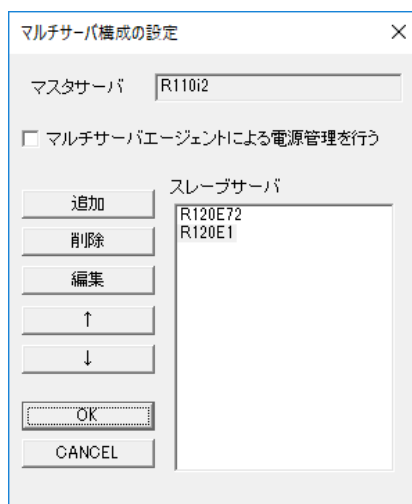 マルチサーバ構成の設定
マスタサーバ R110i2
マルチサーバエージェントによる電源管理を行う
スレーブサーバ
追加
削除
編集
↑
↓
OK
CANCEL
R120E72
R120E1